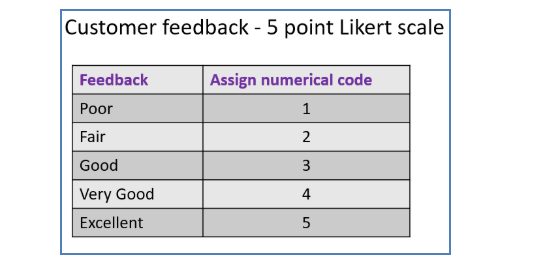 Customer feedback - 5 point Likert scale
Feedback Assign numerical code
Poor 1
Fair 2
Good 3
Very Good 4
Excellent 5